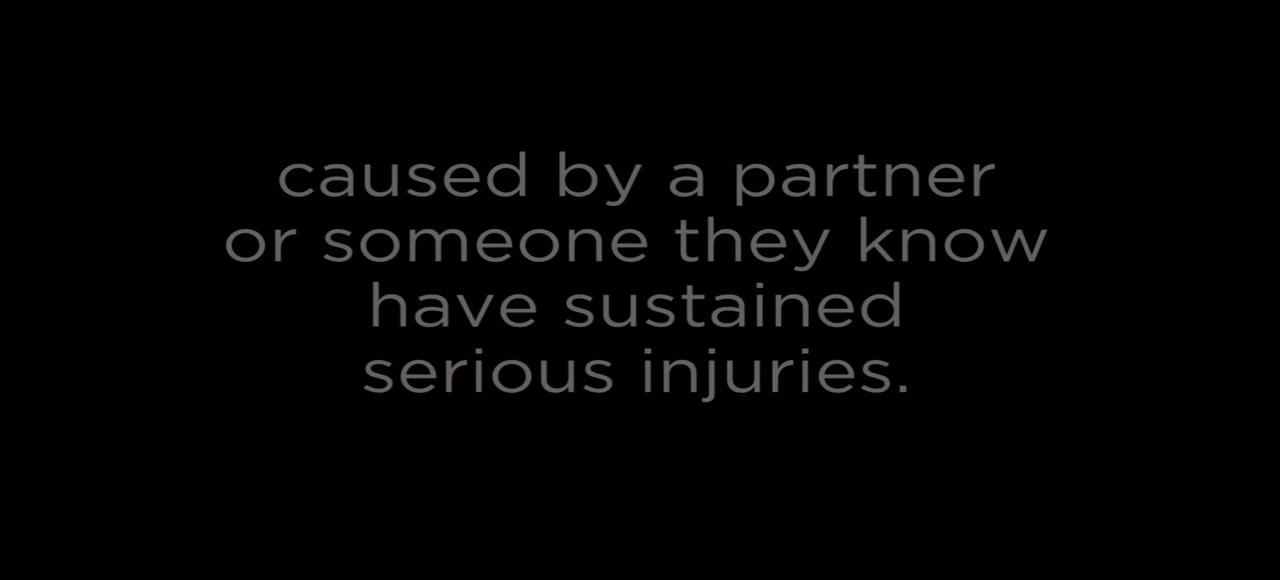 caused by a partner
or someone they know
have sustained
serious injuries.